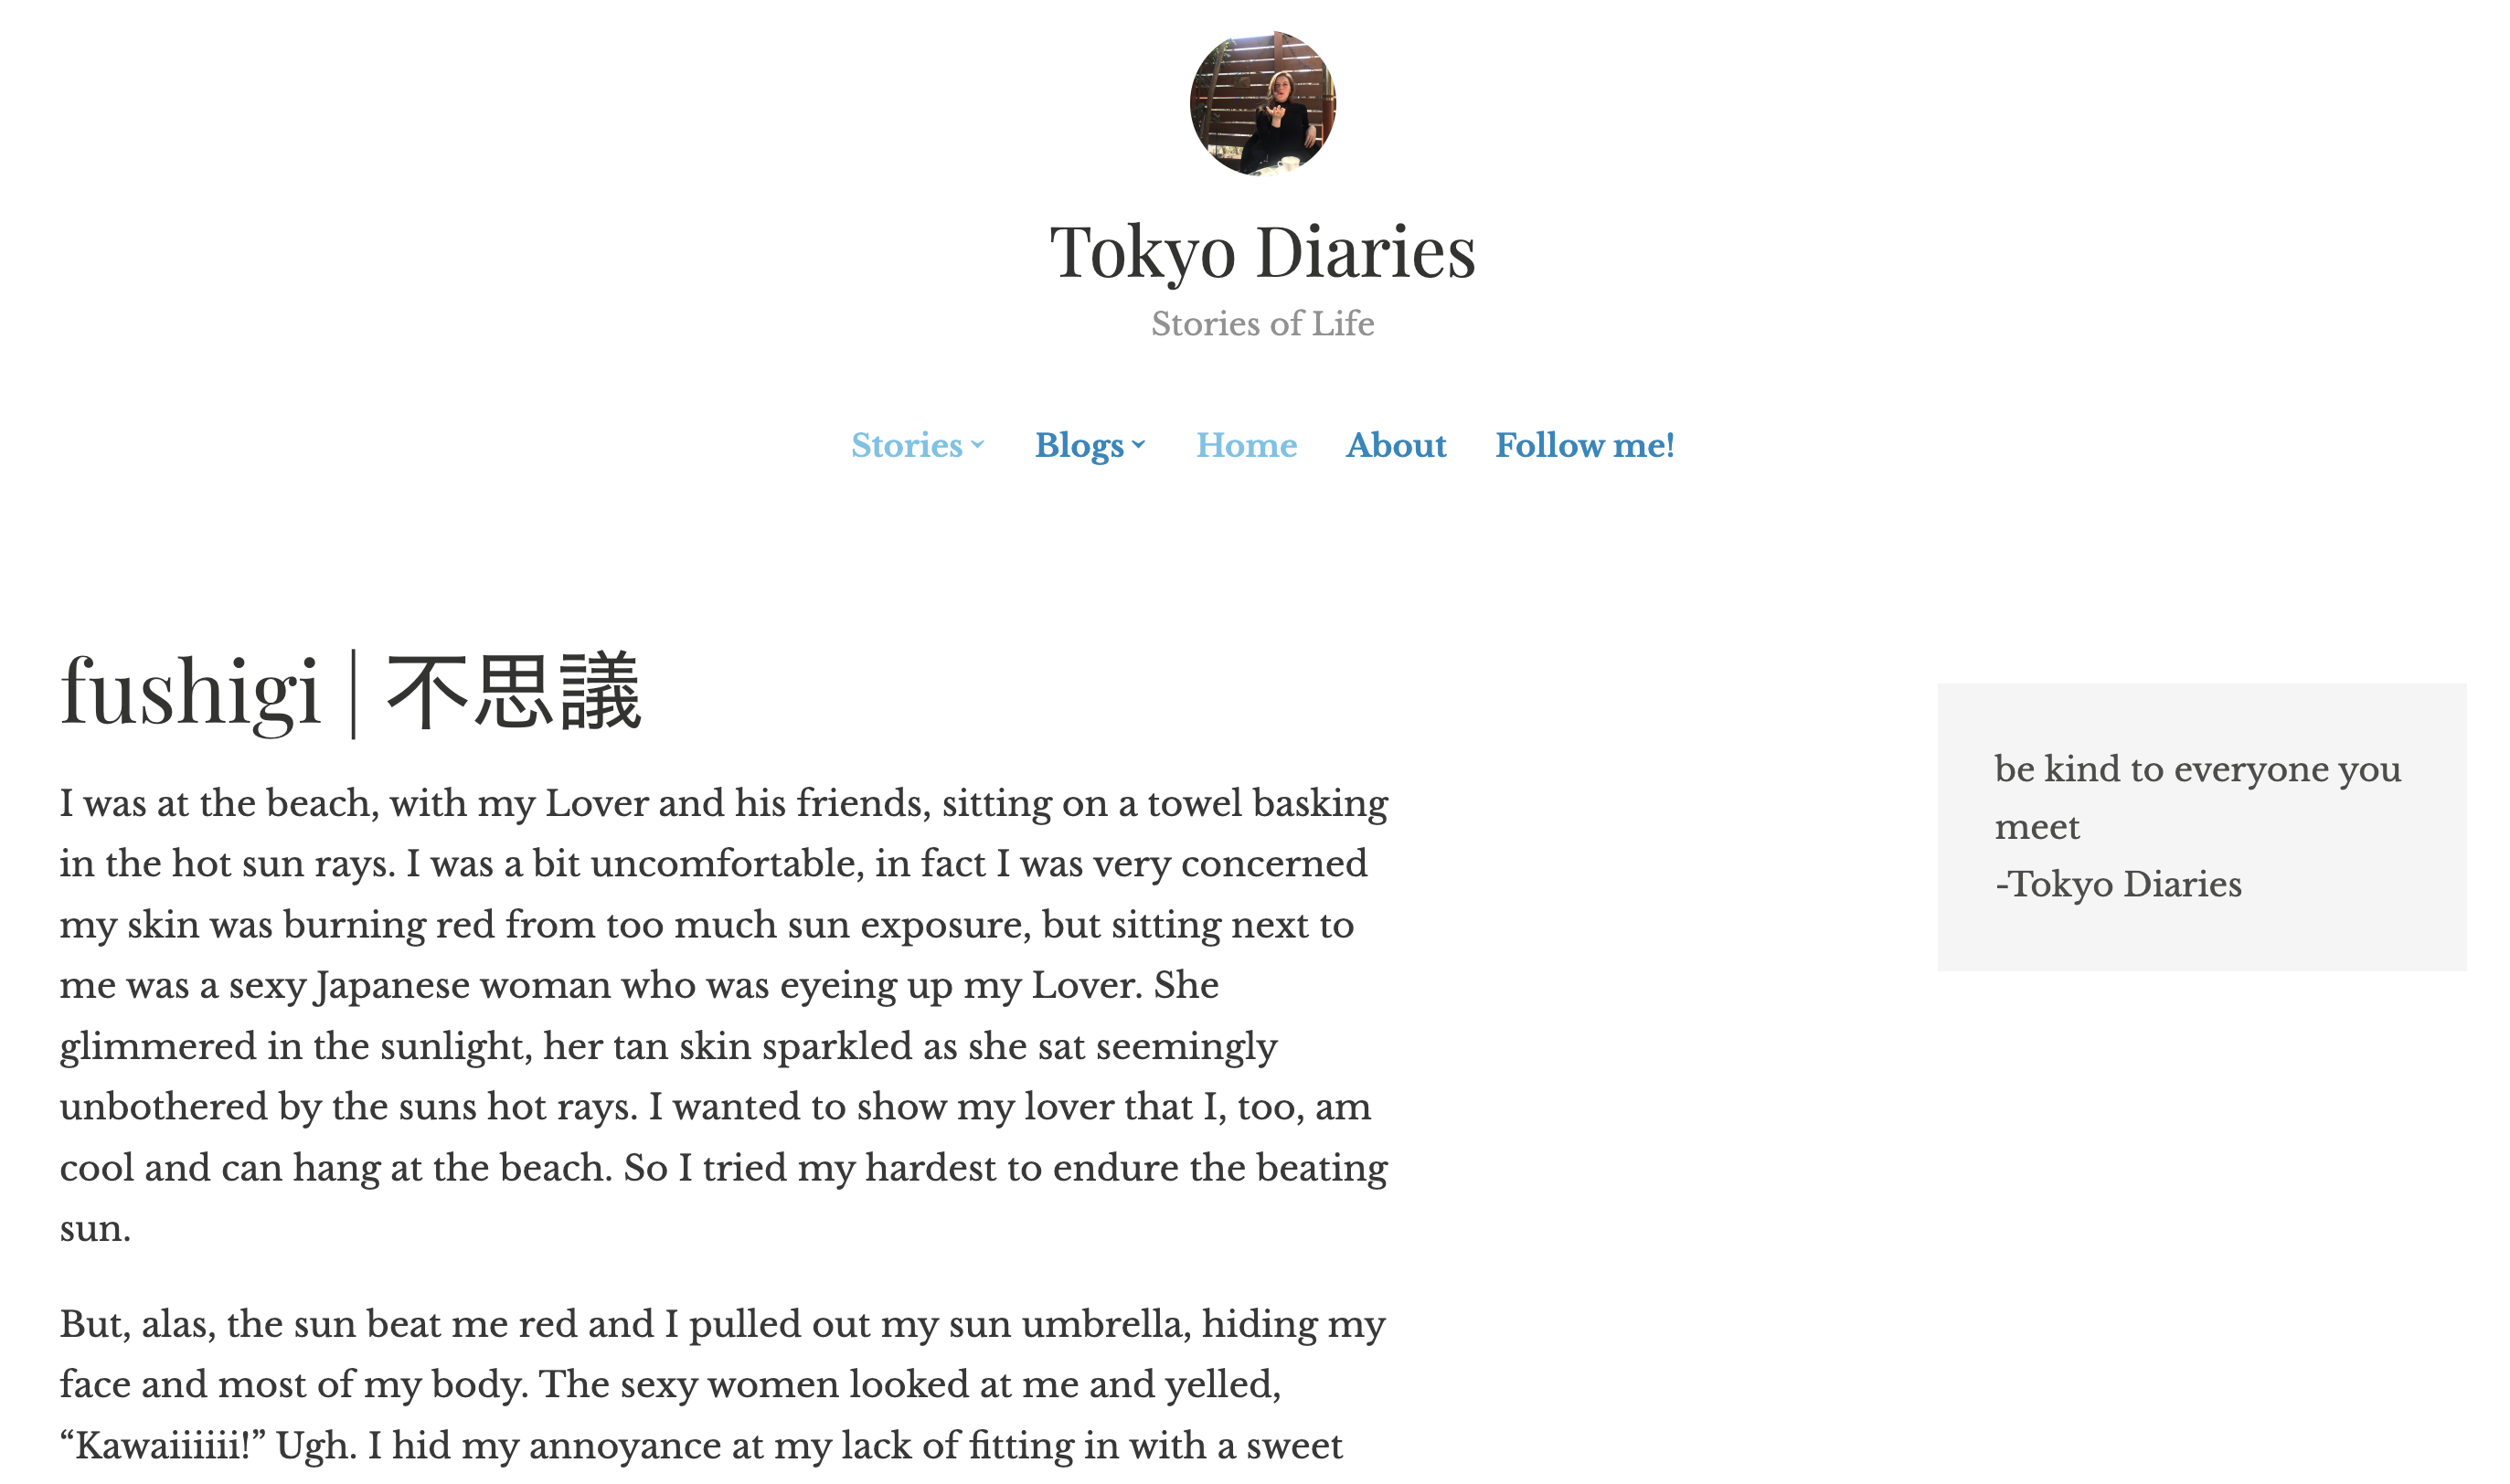 Tokyo Diaries
Stories of Life
Stories Blogs Home About Follow me!
fushigi | 不思議
I was at the beach, with my Lover and his friends, sitting on a towel basking
in the hot sun rays. I was a bit uncomfortable, in fact I was very concerned
my skin was burning red from too much sun exposure, but sitting next to
me was a sexy Japanese woman who was eyeing up my Lover. She
glimmered in the sunlight, her tan skin sparkled as she sat seemingly
unbothered by the suns hot rays. I wanted to show my lover that I, too, am
cool and can hang at the beach. So I tried my hardest to endure the beating
sun.
But, alas, the sun beat me red and I pulled out my sun umbrella, hiding my
face and most of my body. The sexy women looked at me and yelled,
“Kawaiiiiiii!” Ugh. I hid my annoyance at my lack of fitting in with a sweet
be kind to everyone you
meet
-Tokyo Diaries